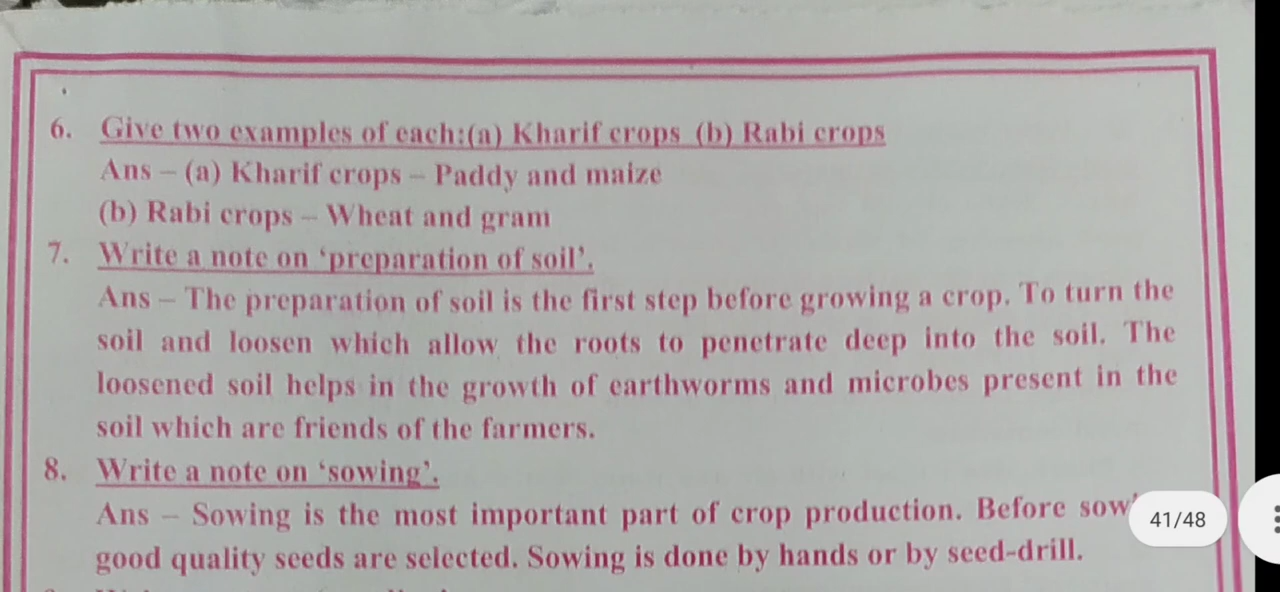 6. Give two examples of each:(a) Kharif crops (b) Rabi crops
Ans – (a) Kharif crops – Paddy and maize
(b) Rabi crops – Wheat and gram
7. Write a note on ‘preparation of soil’.
Ans – The preparation of soil is the first step before growing a crop. To turn the
soil and loosen which allow the roots to penetrate deep into the soil. The
loosened soil helps in the growth of earthworms and microbes present in the
soil which are friends of the farmers.
8. Write a note on ‘sowing’.
Ans – Sowing is the most important part of crop production. Before
good quality seeds are selected. Sowing is done by hands or by seed-drill.
41/48